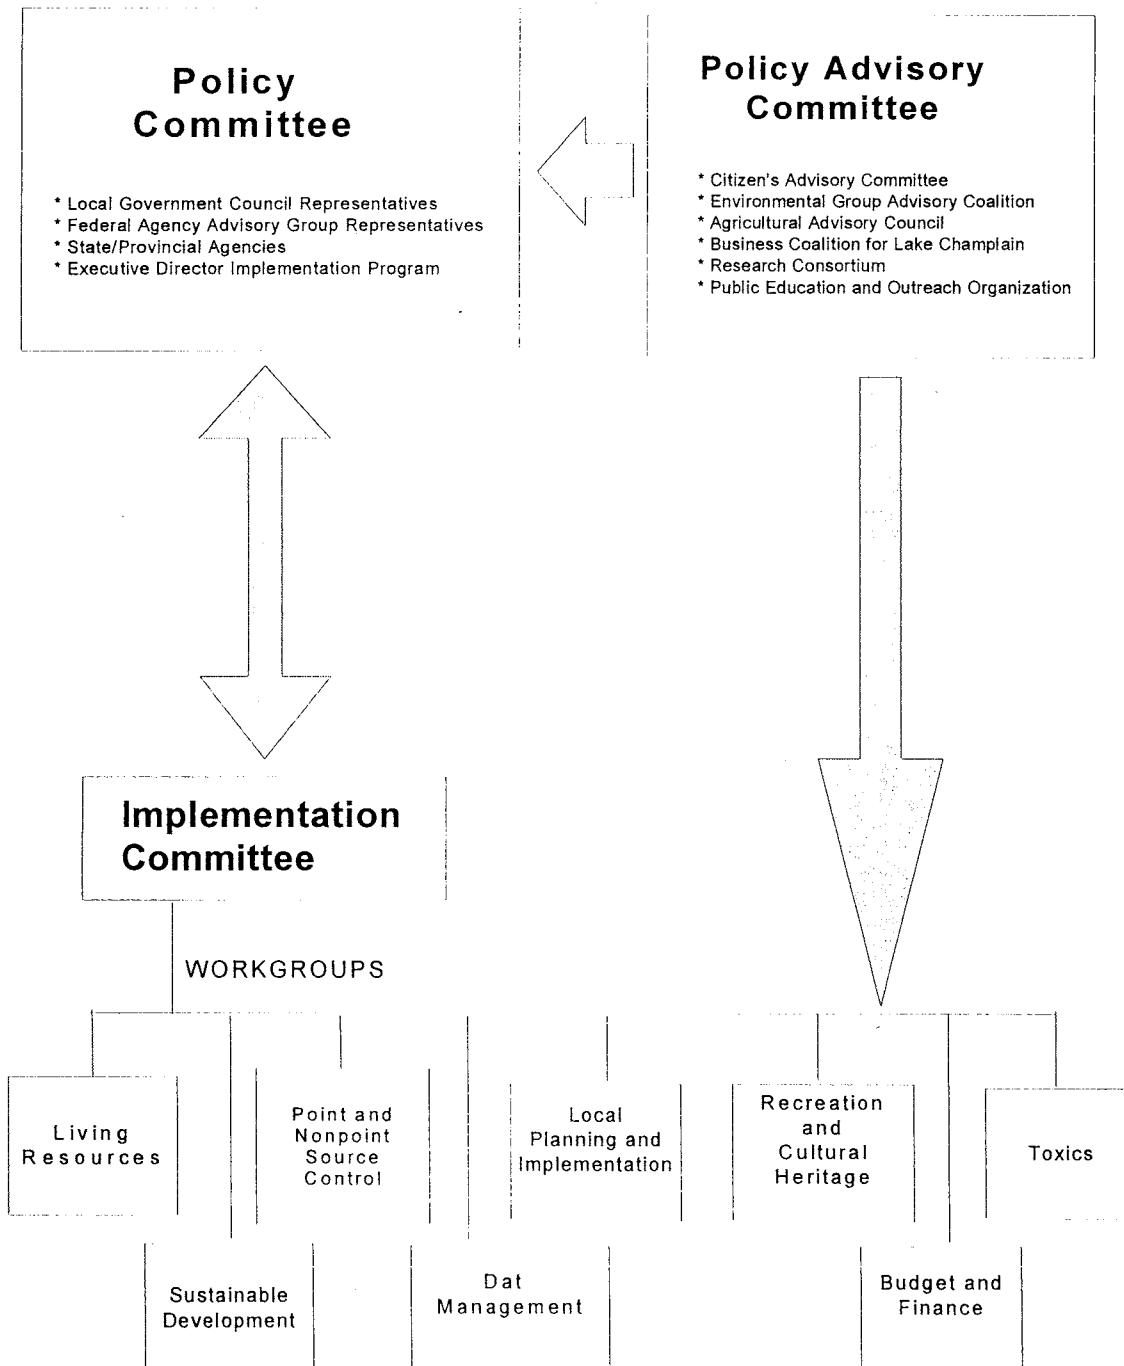 Policy
Committee
* Local Government Council Representatives
* Federal Agency Advisory Group Representatives
* State/Provincial Agencies
* Executive Director Implementation Program
Policy Advisory
Committee
* Citizen's Advisory Committee
* Environmental Group Advisory Coalition
* Agricultural Advisory Council
* Business Coalition for Lake Champlain
* Research Consortium
* Public Education and Outreach Organization
Implementation
Committee
WORKGROUPS
Living
Resources
Point and
Nonpoint
Source
Control
Local
Planning and
Implementation
Recreation
and
Cultural
Heritage
Toxics
Sustainable
Development
Dat
Management
Budget and
Finance